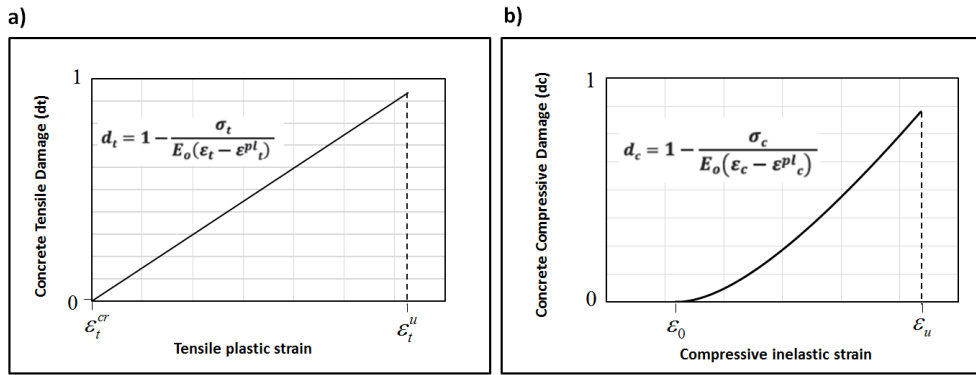 a)
Concrete Tensile Damage (dt)
1
d_t = 1 - σ_t / E_o(ε_t - ε^pl_t)
0
ε_t^cr
ε_t^u
Tensile plastic strain
b)
Concrete Compressive Damage (dc)
1
d_c = 1 - σ_c / E_o(ε_c - ε^pl_c)
0
ε_0
ε_u
Compressive inelastic strain